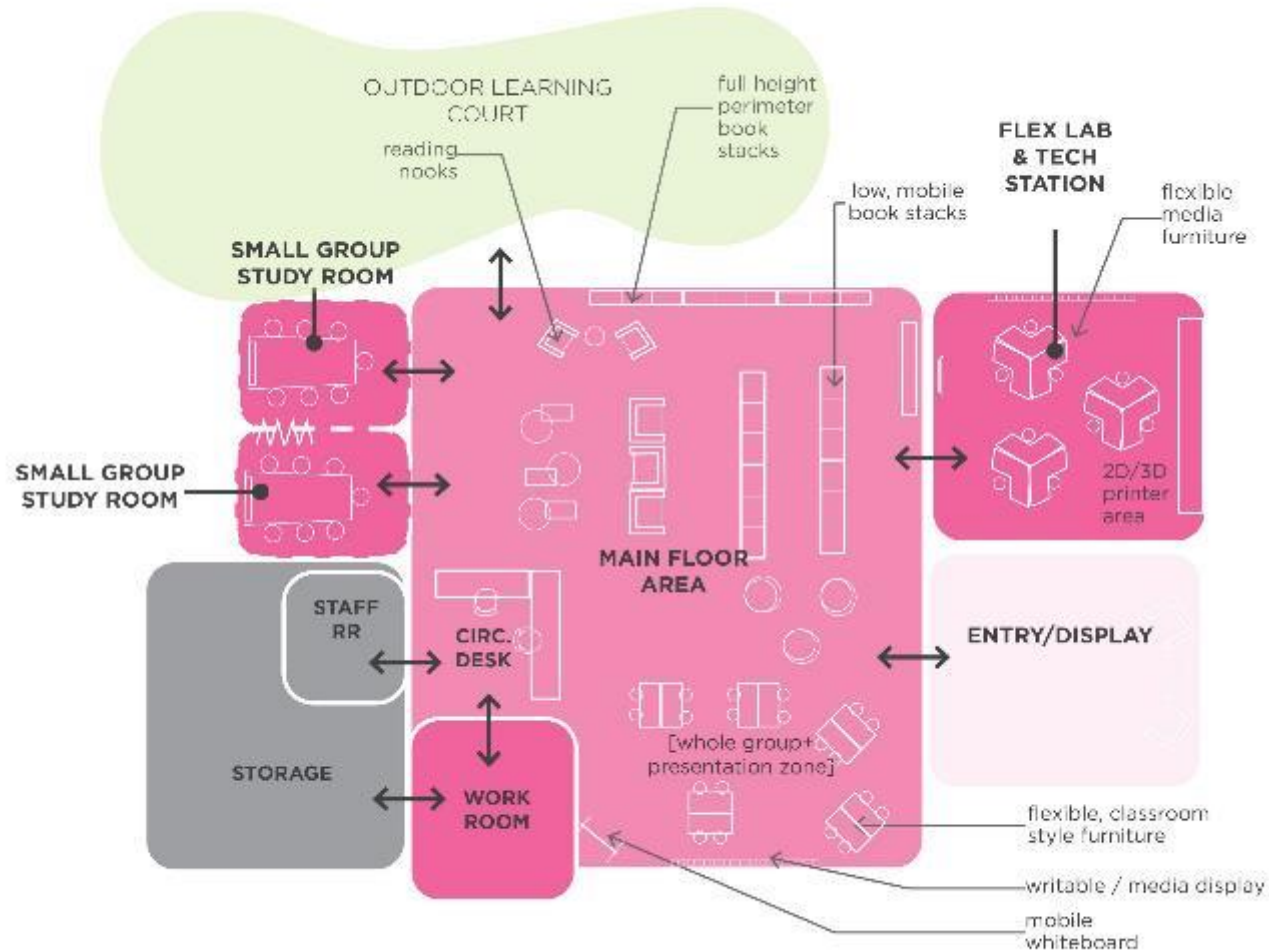 OUTDOOR LEARNING
COURT
reading
nooks
full height
perimeter
book
stacks
low, mobile
book stacks
FLEX LAB
& TECH
STATION
flexible
media
furniture
SMALL GROUP
STUDY ROOM
SMALL GROUP
STUDY ROOM
2D/3D
printer
area
MAIN FLOOR
AREA
STAFF
RR
CIRC.
DESK
ENTRY/DISPLAY
[whole group+
presentation zone]
STORAGE
WORK
ROOM
flexible, classroom
style furniture
writable / media display
mobile
whiteboard